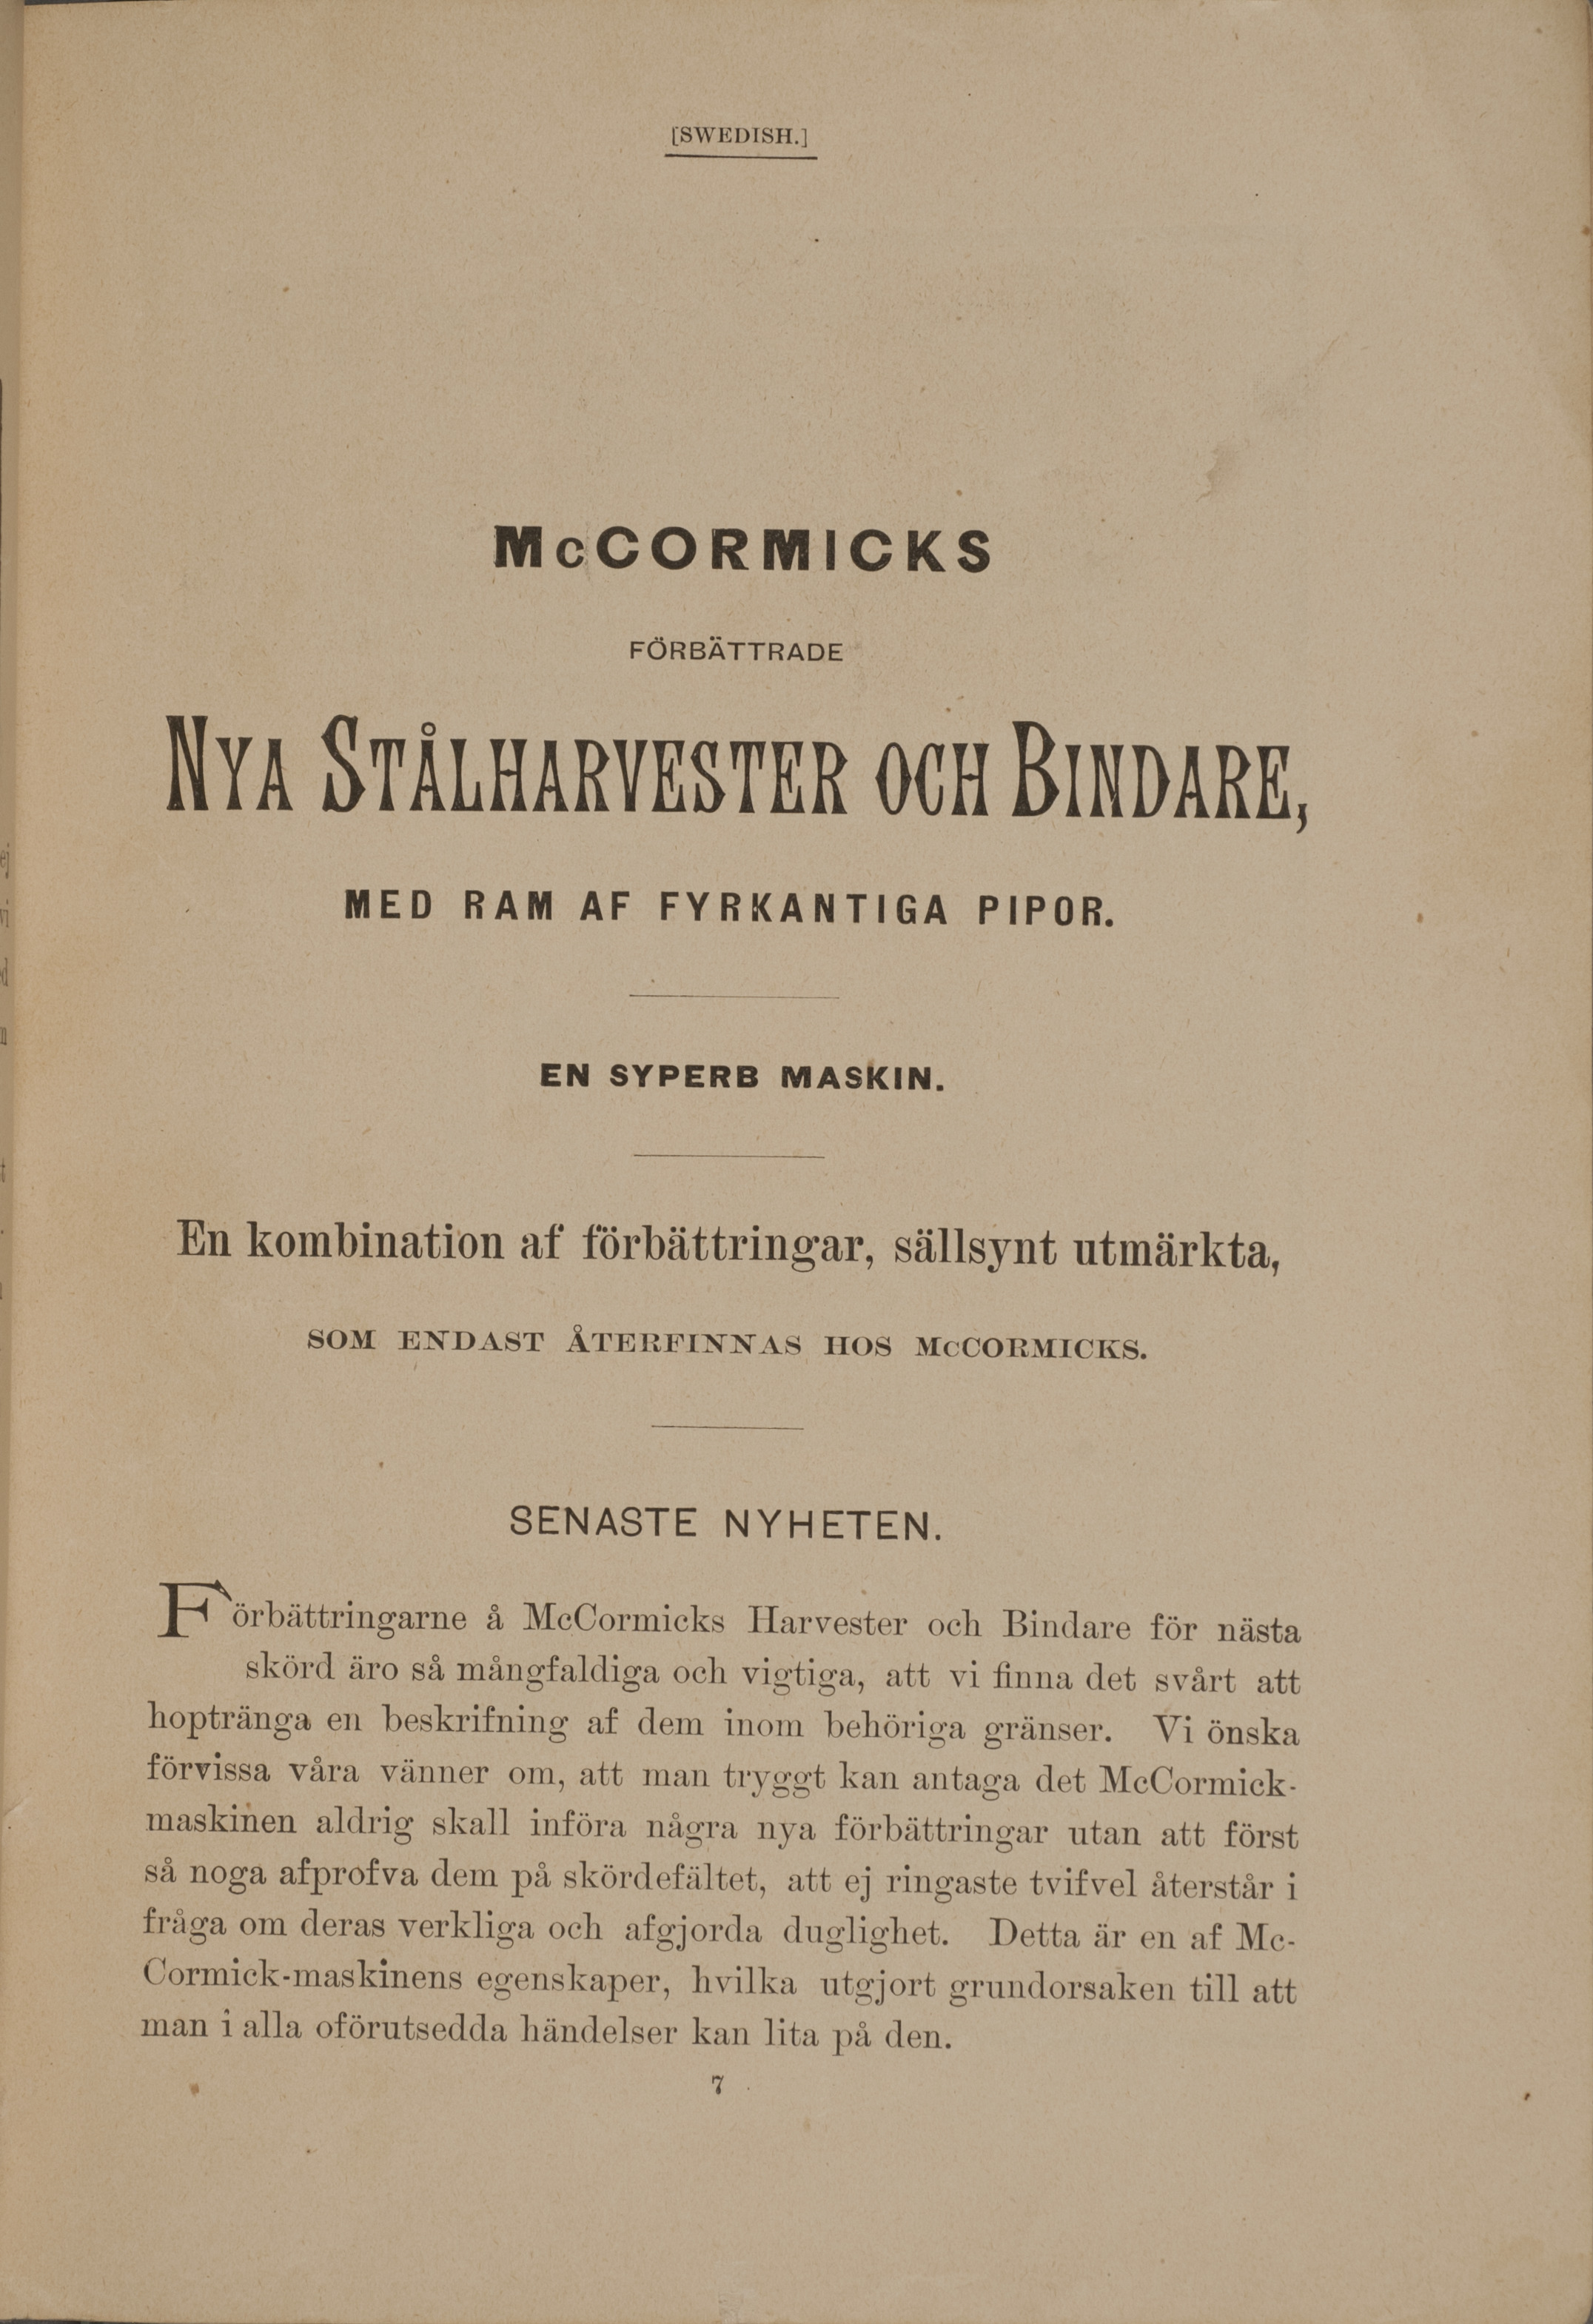 [SWEDISH.]
McCORMICKS
FÖRBÄTTRADE
NYA STÅLHARVESTER OCH BINDARE,
MED RAM AF FYRKANTIGA PIPOR.
EN SYPERB MASKIN.
En kombination af förbättringar, sällsynt utmärkta,
SOM ENDAST ÅTERFINNAS HOS McCORMICKS.
SENASTE NYHETEN.
Förbättringarne å McCormicks Harvester och Bindare för nästa
skörd äro så mångfaldiga och vigtiga, att vi finna det svårt att
hoptränga en beskrifning af dem inom behöriga gränser. Vi önska
förvissa våra vänner om, att man tryggt kan antaga det McCormick-
maskinen aldrig skall införa några nya förbättringar utan att först
så noga afprofva dem på skördefältet, att ej ringaste tvifvel återstår i
fråga om deras verkliga och afgjorda duglighet. Detta är en af Mc-
Cormick-maskinens egenskaper, hvilka utgjort grundorsaken till att
man i alla oförutsedda händelser kan lita på den.
7